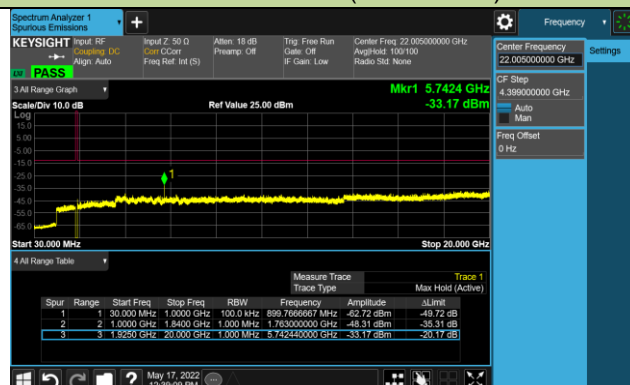 Spectrum Analyzer 1
Spurious Emissions
Frequency
KEYSIGHT
Input: RF
Coupling: DC
Align: Auto
Input Z: 50 Ω
Corr CCorr
Freq Ref: Int (S)
Atten: 18 dB
Preamp: Off
Trig: Free Run
Gate: Off
IF Gain: Low
Center Freq: 22.005000000 GHz
Avg|Hold: 100/100
Radio Std: None
PASS
Center Frequency
22.005000000 GHz
Settings
CF Step
4.399000000 GHz
Auto
Man
Freq Offset
0 Hz
3 All Range Graph
Scale/Div 10.0 dB
Ref Value 25.00 dBm
Mkr1 5.7424 GHz
-33.17 dBm
Log
15.0
5.00
-5.00
-15.0
-25.0
-35.0
-45.0
-55.0
-65.0
1
Start 30.000 MHz
Stop 20.000 GHz
4 All Range Table
Measure Trace Trace 1
Trace Type Max Hold (Active)
Spur Range Start Freq Stop Freq RBW Frequency Amplitude ΔLimit
1 1 30.000 MHz 1.0000 GHz 100.0 kHz 899.7666667 MHz -62.72 dBm -49.72 dB
2 2 1.0000 GHz 1.8400 GHz 1.000 MHz 1.763000000 GHz -48.31 dBm -35.31 dB
3 3 1.9250 GHz 20.000 GHz 1.000 MHz 5.742440000 GHz -33.17 dBm -20.17 dB
May 17, 2022